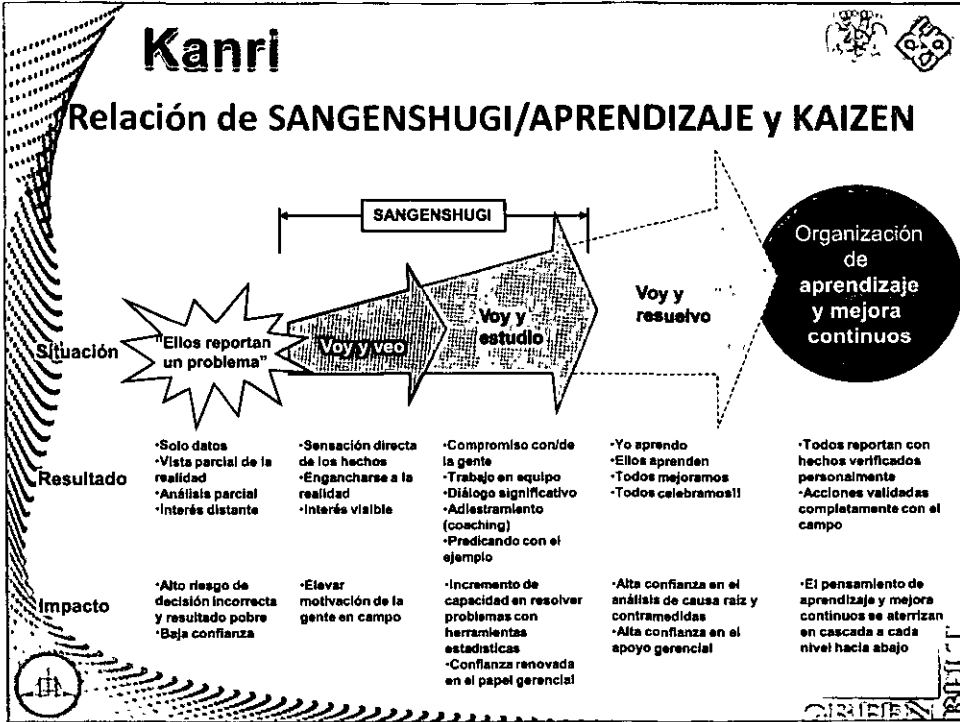 Kanri
Relación de SANGENSHUGI/APRENDIZAJE y KAIZEN
SANGENSHUGI
Situación
"Ellos reportan
un problema"
Voy y veo
Voy y
estudio
Voy y
resuelvo
Organización
de
aprendizaje
y mejora
continuos
Resultado
•Solo datos
•Vista parcial de la
realidad
•Análisis parcial
•Interés distante
•Sensación directa
de los hechos
•Engancharse a la
realidad
•Interés visible
•Compromiso con/de
la gente
•Trabajo en equipo
•Diálogo significativo
•Adiestramiento
(coaching)
•Predicando con el
ejemplo
•Yo aprendo
•Ellos aprenden
•Todos mejoramos
•Todos celebramos!!
•Todos reportan con
hechos verificados
personalmente
•Acciones validadas
completamente con el
campo
Impacto
•Alto riesgo de
decisión incorrecta
y resultado pobre
•Baja confianza
•Elevar
motivación de la
gente en campo
•Incremento de
capacidad en resolver
problemas con
herramientas
estadísticas
•Confianza renovada
en el papel gerencial
•Alta confianza en el
análisis de causa raíz y
contramedidas
•Alta confianza en el
apoyo gerencial
•El pensamiento de
aprendizaje y mejora
continuos se aterrizan
en cascada a cada
nivel hacia abajo